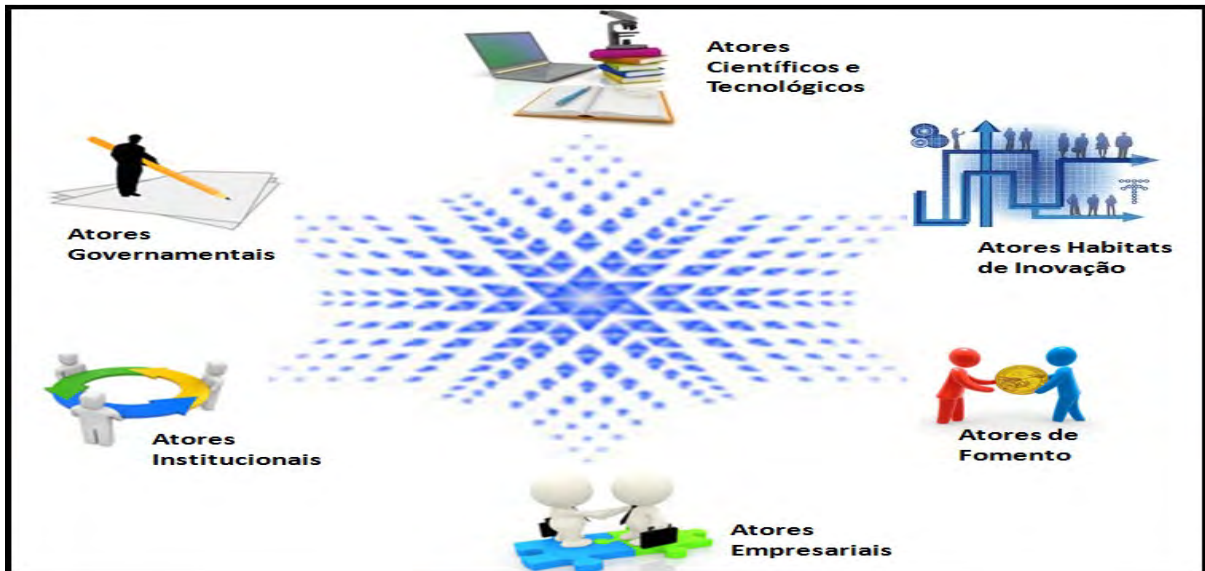 Atores
Científicos e
Tecnológicos
Atores
Governamentais
Atores Habitats
de Inovação
Atores
Institucionais
Atores de
Fomento
Atores
Empresariais